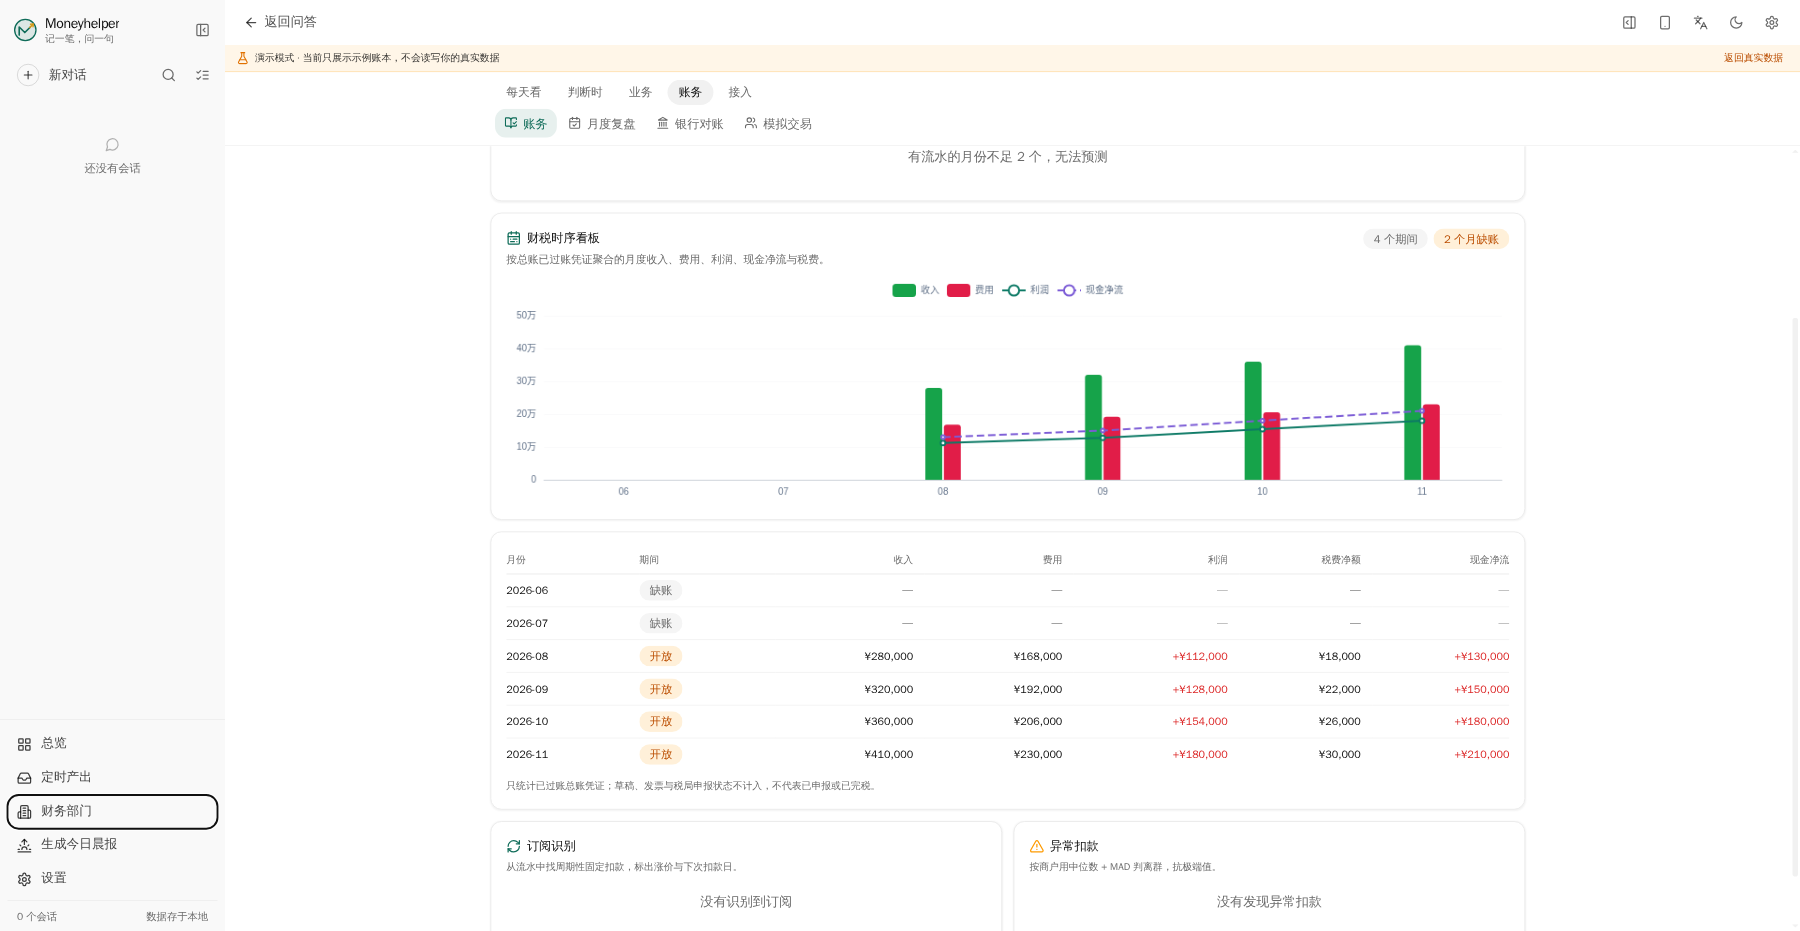 Moneyhelper
记一笔，问一句
新对话
还没有会话
总览
定时产出
财务部门
生成今日晨报
设置
0 个会话
数据存于本地
返回问答
演示模式 · 当前只展示示例账本，不会读写你的真实数据
返回真实数据
每天看 判断时 业务 账务 接入
账务 月度复盘 银行对账 模拟交易
有流水的月份不足 2 个，无法预测
财税时序看板
4 个期间 2 个月缺账
按总账已过账凭证聚合的月度收入、费用、利润、现金净流与税费。
收入 费用 利润 现金净流
50万
40万
30万
20万
10万
0
06 07 08 09 10 11
月份 期间 收入 费用 利润 税费净额 现金净流
2026-06 缺账 — — — — —
2026-07 缺账 — — — — —
2026-08 开放 ¥280,000 ¥168,000 +¥112,000 ¥18,000 +¥130,000
2026-09 开放 ¥320,000 ¥192,000 +¥128,000 ¥22,000 +¥150,000
2026-10 开放 ¥360,000 ¥206,000 +¥154,000 ¥26,000 +¥180,000
2026-11 开放 ¥410,000 ¥230,000 +¥180,000 ¥30,000 +¥210,000
只统计已过账总账凭证；草稿、发票与税局申报状态不计入，不代表已申报或已完税。
订阅识别
从流水中找周期性固定扣款，标出涨价与下次扣款日。
没有识别到订阅
异常扣款
按商户用中位数 + MAD 判离群，抗极端值。
没有发现异常扣款